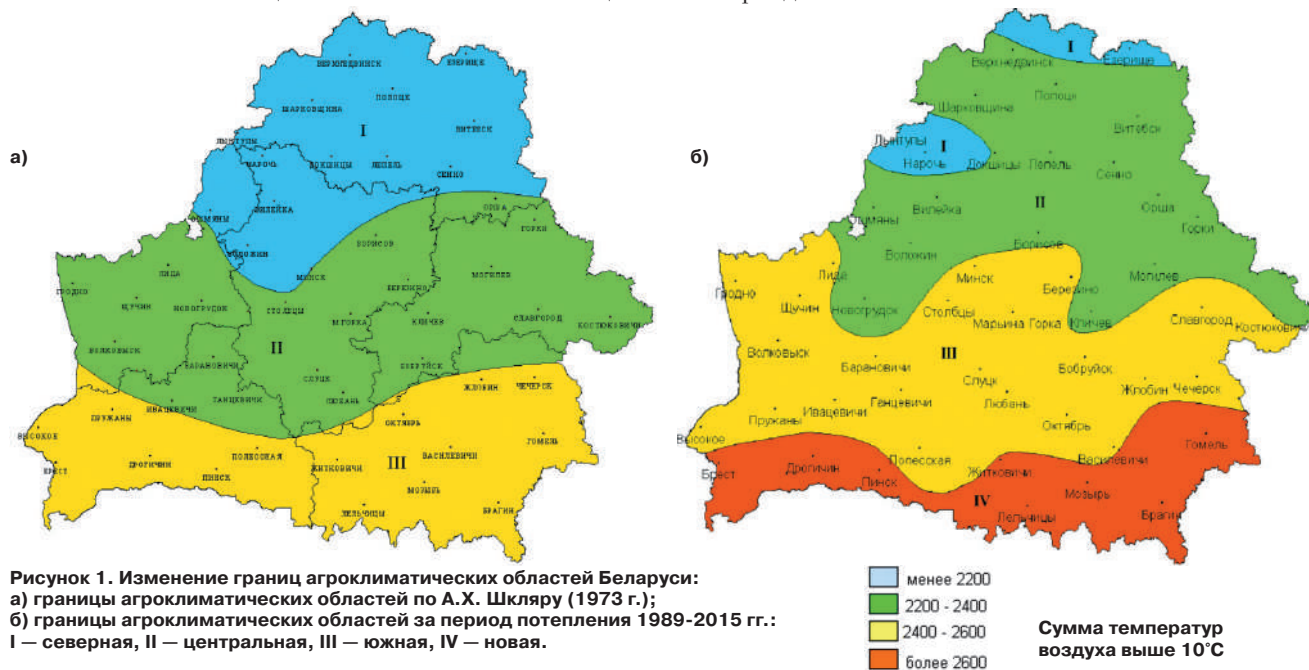 а)
I
ВЕРХНЕДВИНСК
ЕЗЕРИЩЕ
ПОЛОЦК
ШАРКОВЩИНА
ВИТЕБСК
ЛЫНТУПЫ
НАРОЧЬ
ДОКШИЦЫ
ЛЕПЕЛЬ
СЕННО
ВИЛЕЙКА
ОШМЯНЫ
ОРША
ГОРКИ
ВОЛОЖИН
БОРИСОВ
МИНСК
ЛИДА
МОГИЛЕВ
ГРОДНО
БЕРЕЗИНО
ЩУЧИН
НОВОГРУДОК
СТОЛБЦЫ
М.ГОРКА
КЛИЧЕВ
СЛАВГОРОД
КОСТЮКОВИЧИ
II
ВОЛКОВЫСК
БАРАНОВИЧИ
СЛУЦК
БОБРУЙСК
ЖЛОБИН
ЧЕЧЕРСК
ГАНЦЕВИЧИ
ЛЮБАНЬ
ИВАЦЕВИЧИ
ПРУЖАНЫ
ОКТЯБРЬ
ВЫСОКОЕ
ГОМЕЛЬ
ПОЛЕССКАЯ
ВАСИЛЕВИЧИ
III
БРЕСТ
ДРОГИЧИН
ПИНСК
ЖИТКОВИЧИ
МОЗЫРЬ
ЛЕЛЬЧИЦЫ
БРАГИН
б)
I
Езерище
Верхнедвинск
Полоцк
Шарковщина
Витебск
Лынтупы
I
Нарочь
Докшицы
Лепель
Сенно
Вилейка
II
Орша
Ошмяны
Горки
Борисов
Воложин
Лида
Минск
Могилев
Гродно
Березино
Щучин
Новогрудок
Столбцы
Марьина Горка
Кличев
Славгород
Костюкович
III
Волковыск
Барановичи
Слуцк
Бобруйск
Жлобин
Чечерск
Ганцевичи
Любань
Ивацевичи
Пружаны
Октябрь
Высокое
Гомель
Полесская
Василевичи
Брест
Дрогичин
Пинск
Житковичи
Мозырь
IV
Лельчицы
Брагин
Рисунок 1. Изменение границ агроклиматических областей Беларуси:
а) границы агроклиматических областей по А.Х. Шкляру (1973 г.);
б) границы агроклиматических областей за период потепления 1989-2015 гг.:
I — северная, II — центральная, III — южная, IV — новая.
менее 2200
2200 - 2400
2400 - 2600
более 2600
Сумма температур
воздуха выше 10°С